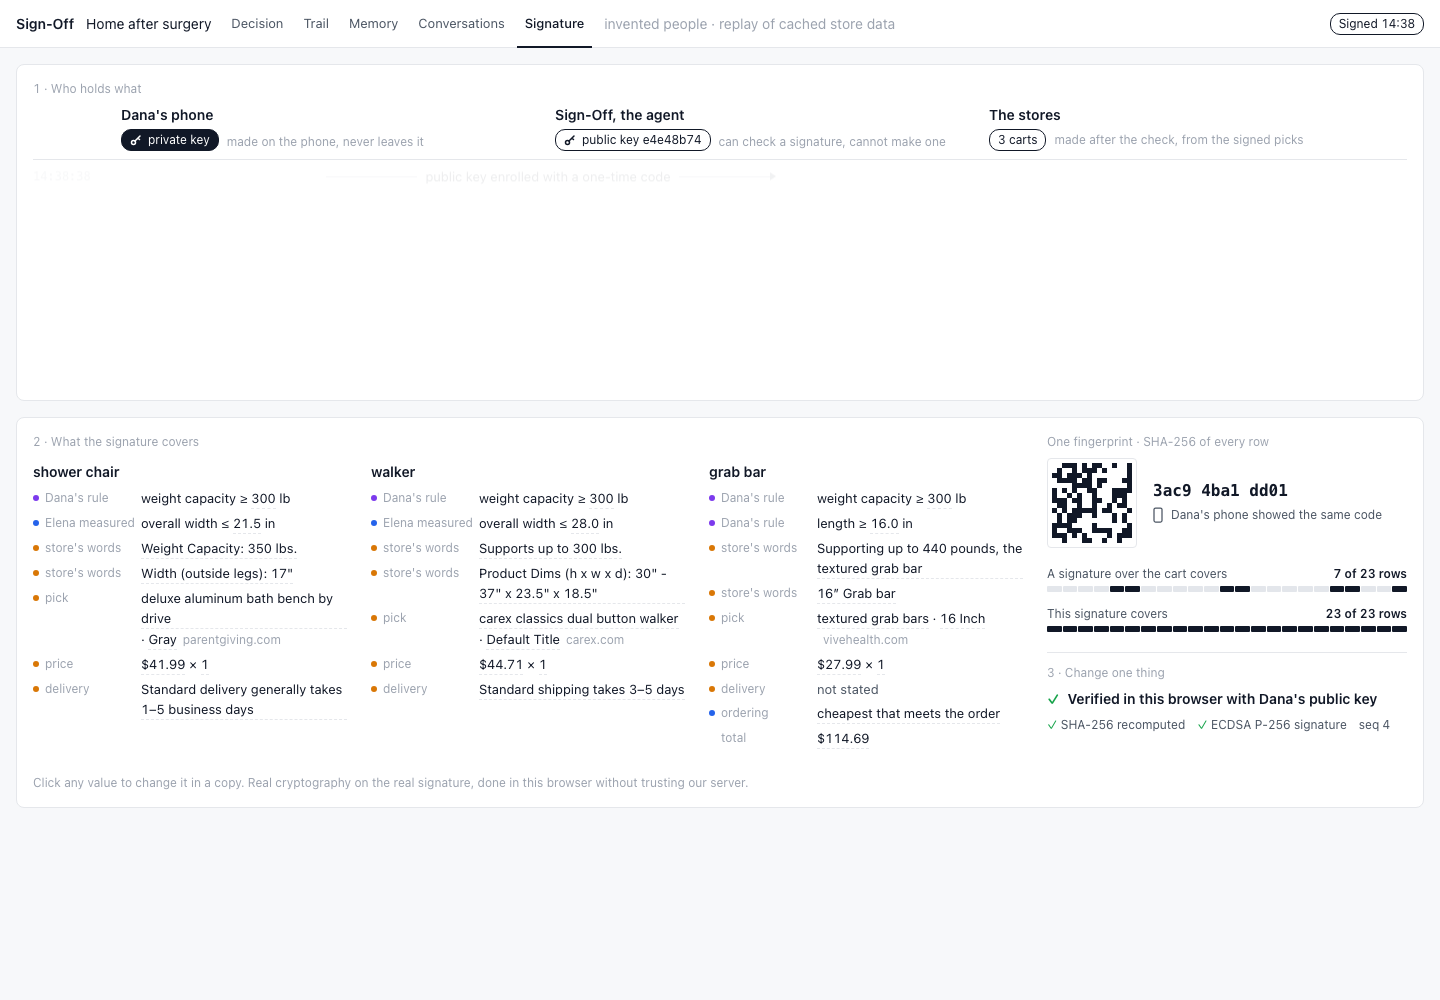 Sign-Off Home after surgery Decision Trail Memory Conversations Signature invented people · replay of cached store data Signed 14:38
1 · Who holds what
Dana's phone
private key made on the phone, never leaves it
Sign-Off, the agent
public key e4e48b74 can check a signature, cannot make one
The stores
3 carts made after the check, from the signed picks
public key enrolled with a one-time code
2 · What the signature covers
shower chair
Dana's rule weight capacity ≥ 300 lb
Elena measured overall width ≤ 21.5 in
store's words Weight Capacity: 350 lbs.
store's words Width (outside legs): 17"
pick deluxe aluminum bath bench by
drive
· Gray parentgiving.com
price $41.99 × 1
delivery Standard delivery generally takes
1–5 business days
walker
Dana's rule weight capacity ≥ 300 lb
Elena measured overall width ≤ 28.0 in
store's words Supports up to 300 lbs.
store's words Product Dims (h x w x d): 30" -
37" x 23.5" x 18.5"
pick carex classics dual button walker
· Default Title carex.com
price $44.71 × 1
delivery Standard shipping takes 3–5 days
grab bar
Dana's rule weight capacity ≥ 300 lb
Dana's rule length ≥ 16.0 in
store's words Supporting up to 440 pounds, the
textured grab bar
store's words 16″ Grab bar
pick textured grab bars · 16 Inch
vivehealth.com
price $27.99 × 1
delivery not stated
ordering cheapest that meets the order
total $114.69
One fingerprint · SHA-256 of every row
3ac9 4ba1 dd01
Dana's phone showed the same code
A signature over the cart covers 7 of 23 rows
This signature covers 23 of 23 rows
3 · Change one thing
Verified in this browser with Dana's public key
SHA-256 recomputed ECDSA P-256 signature seq 4
Click any value to change it in a copy. Real cryptography on the real signature, done in this browser without trusting our server.